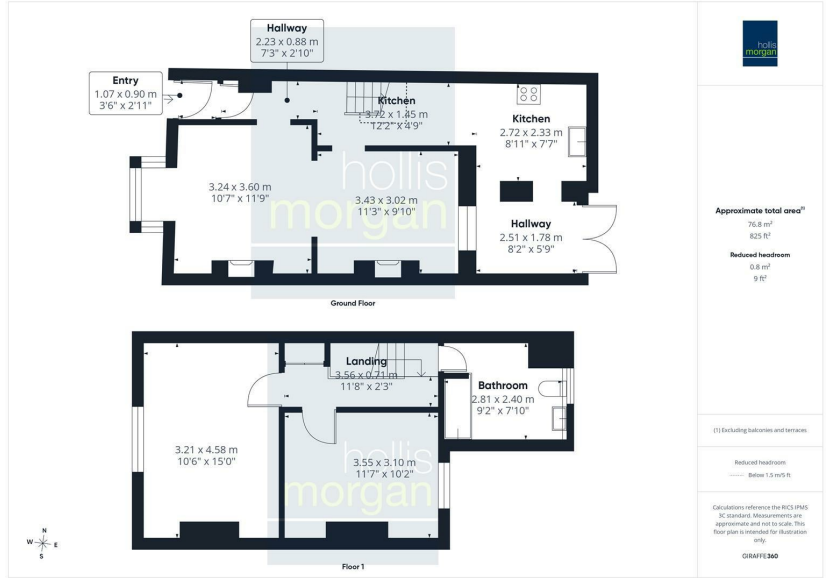 Hallway
2.23 x 0.88 m
7'3" x 2'10"
Entry
1.07 x 0.90 m
3'6" x 2'11"
Kitchen
3.72 x 1.45 m
12'2" x 4'9"
Kitchen
2.72 x 2.33 m
8'11" x 7'7"
3.24 x 3.60 m
10'7" x 11'9"
3.43 x 3.02 m
11'3" x 9'10"
Hallway
2.51 x 1.78 m
8'2" x 5'9"
hollis
morgan
Ground Floor
Landing
3.56 x 0.71 m
11'8" x 2'3"
Bathroom
2.81 x 2.40 m
9'2" x 7'10"
3.21 x 4.58 m
10'6" x 15'0"
3.55 x 3.10 m
11'7" x 10'2"
hollis
morgan
Floor 1
N
W E
S
hollis
morgan
Approximate total area(1)
76.8 m²
825 ft²
Reduced headroom
0.8 m²
9 ft²
(1) Excluding balconies and terraces
Reduced headroom
Below 1.5 m/5 ft
Calculations reference the RICS IPMS
3C standard. Measurements are
approximate and not to scale. This
floor plan is intended for illustration
only.
GIRAFFE360